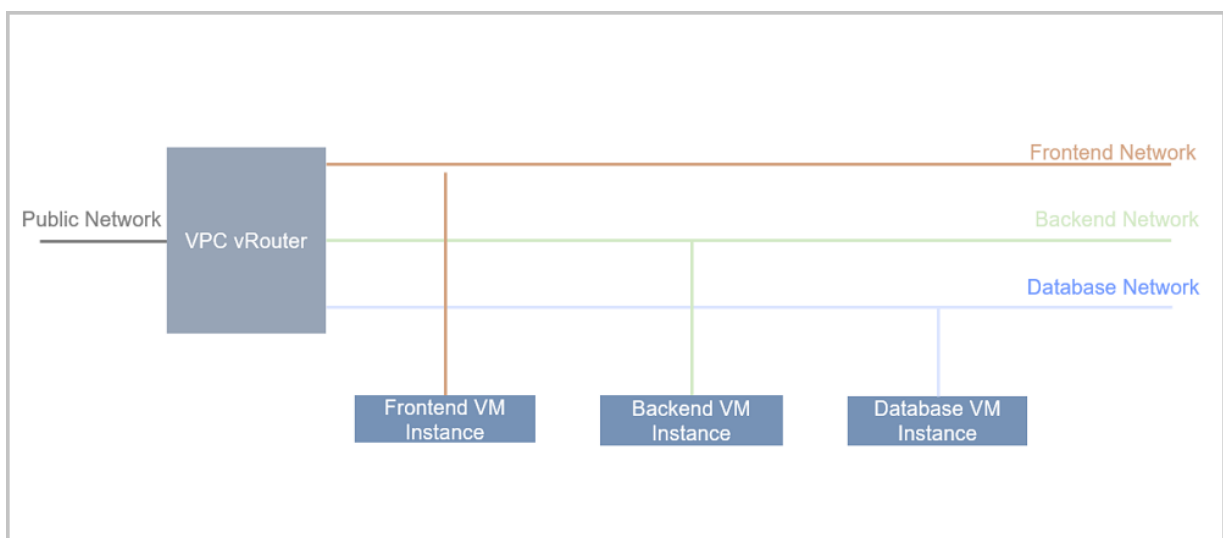 Frontend Network
Public Network
VPC vRouter
Backend Network
Database Network
Frontend VM
Instance
Backend VM
Instance
Database VM
Instance